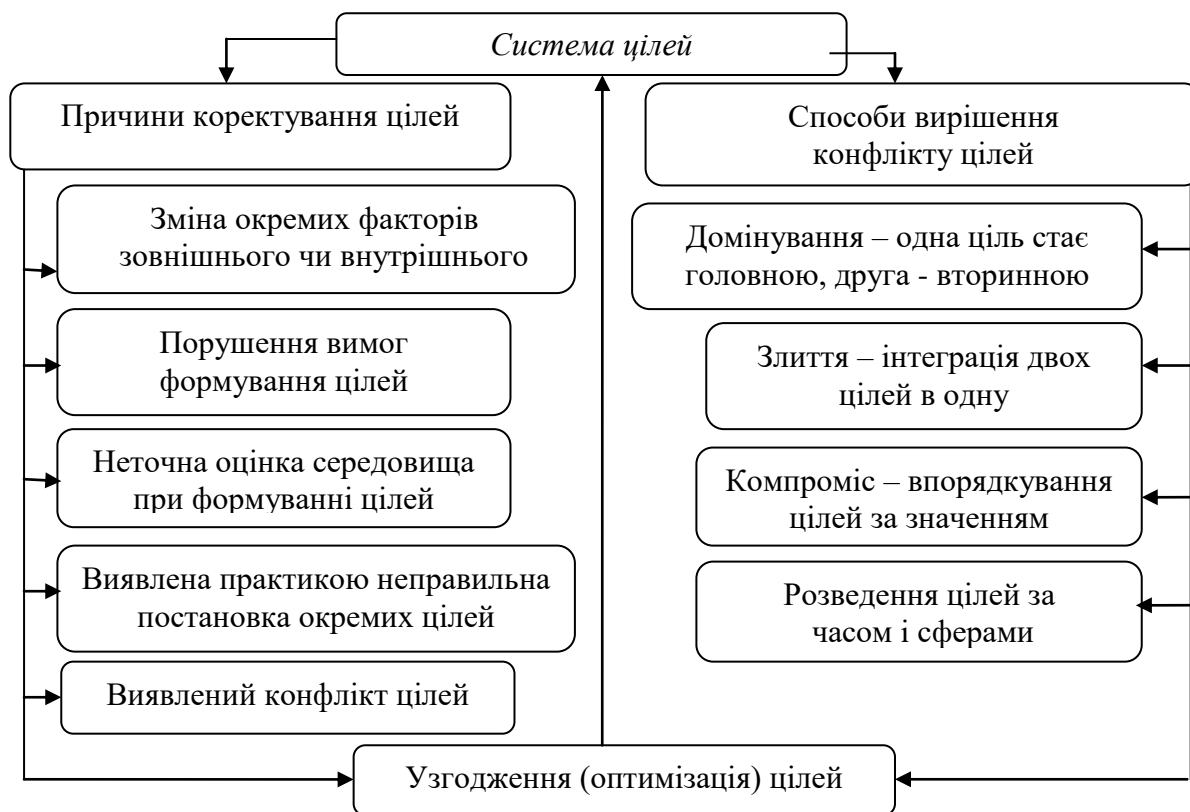 Система цілей
Причини коректування цілей
Зміна окремих факторів
зовнішнього чи внутрішнього
Порушення вимог
формування цілей
Неточна оцінка середовища
при формуванні цілей
Виявлена практикою неправильна
постановка окремих цілей
Виявлений конфлікт цілей
Способи вирішення
конфлікту цілей
Домінування – одна ціль стає
головною, друга - вторинною
Злиття – інтеграція двох
цілей в одну
Компроміс – впорядкування
цілей за значенням
Розведення цілей за
часом і сферами
Узгодження (оптимізація) цілей